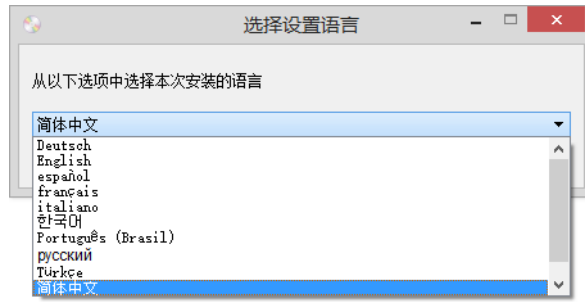 选择设置语言
从以下选项中选择本次安装的语言
简体中文
Deutsch
English
español
français
italiano
한국어
Português (Brasil)
русский
Türkçe
简体中文